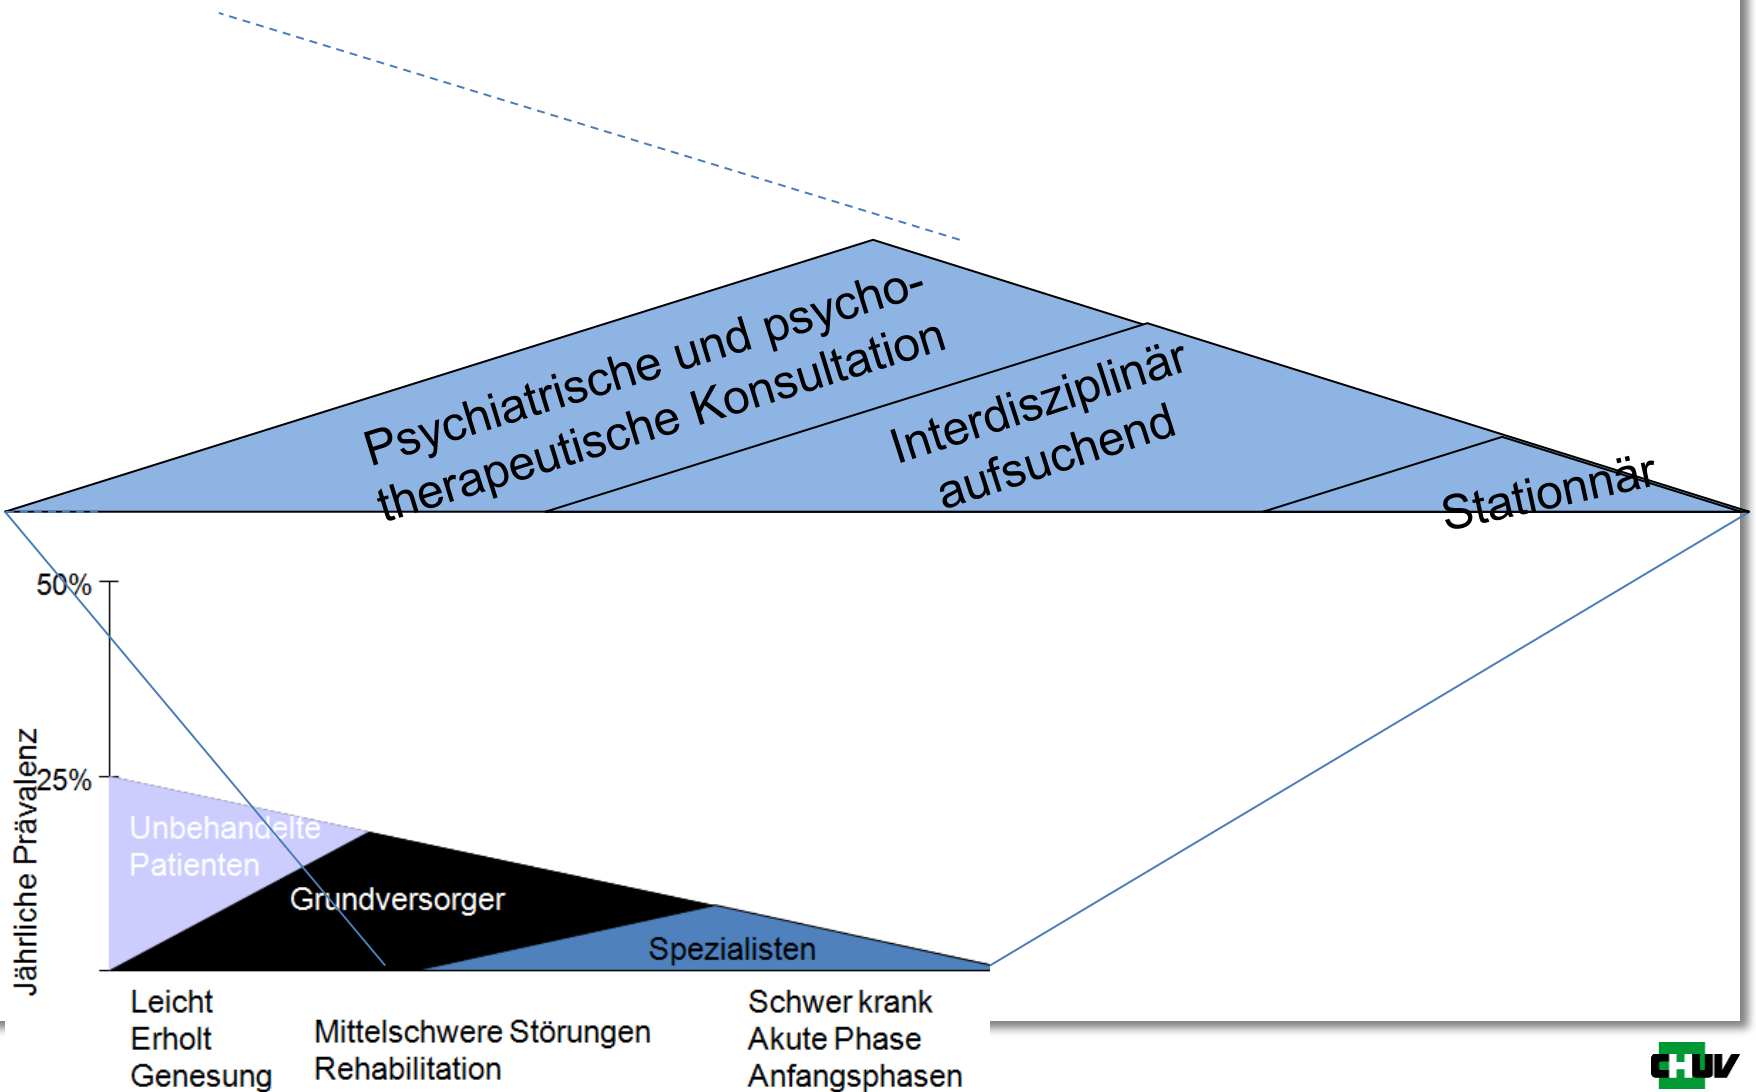 Psychiatrische und psycho-
therapeutische Konsultation
Interdisziplinär
aufsuchend
Stationnär
50%
25%
Jährliche Prävalenz
Unbehandelte
Patienten
Grundversorger
Spezialisten
Leicht
Erholt
Genesung
Mittelschwere Störungen
Rehabilitation
Schwer krank
Akute Phase
Anfangsphasen
CHUV